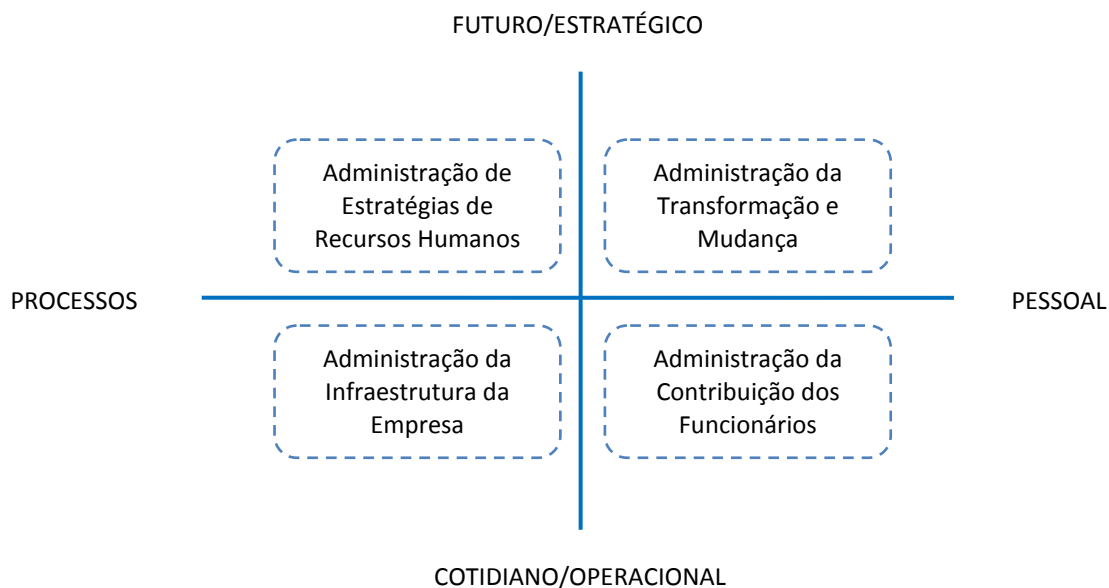 FUTURO/ESTRATÉGICO
Administração de
Estratégias de
Recursos Humanos
Administração da
Transformação e
Mudança
PROCESSOS
PESSOAL
Administração da
Infraestrutura da
Empresa
Administração da
Contribuição dos
Funcionários
COTIDIANO/OPERACIONAL